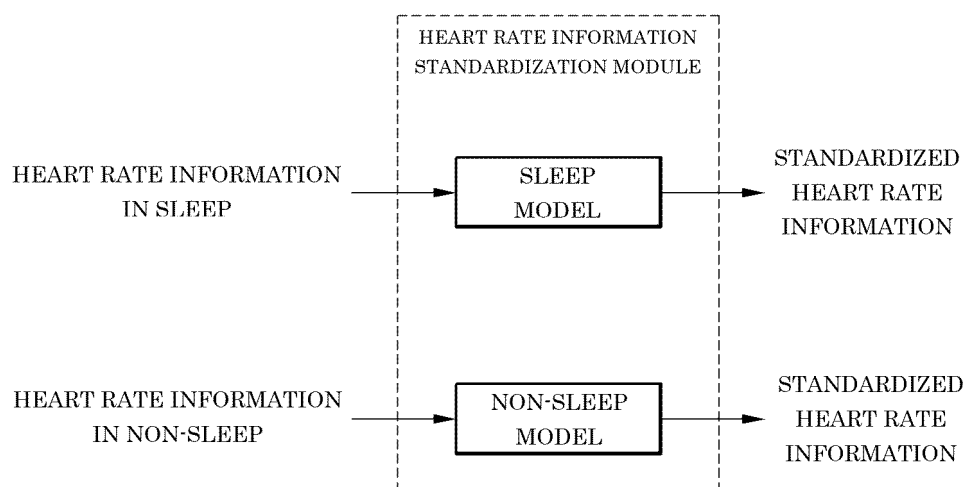 HEART RATE INFORMATION
STANDARDIZATION MODULE
HEART RATE INFORMATION
IN SLEEP
SLEEP
MODEL
STANDARDIZED
HEART RATE
INFORMATION
HEART RATE INFORMATION
IN NON-SLEEP
NON-SLEEP
MODEL
STANDARDIZED
HEART RATE
INFORMATION